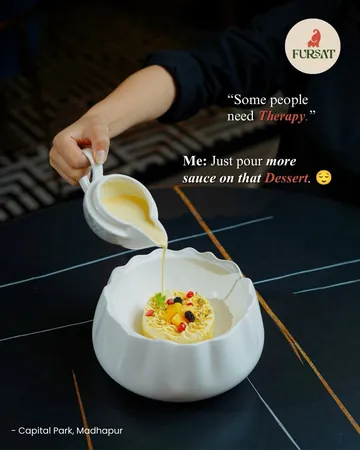 FURSAT
“Some people
need Therapy.”
Me: Just pour more
sauce on that Dessert. 😌
- Capital Park, Madhapur